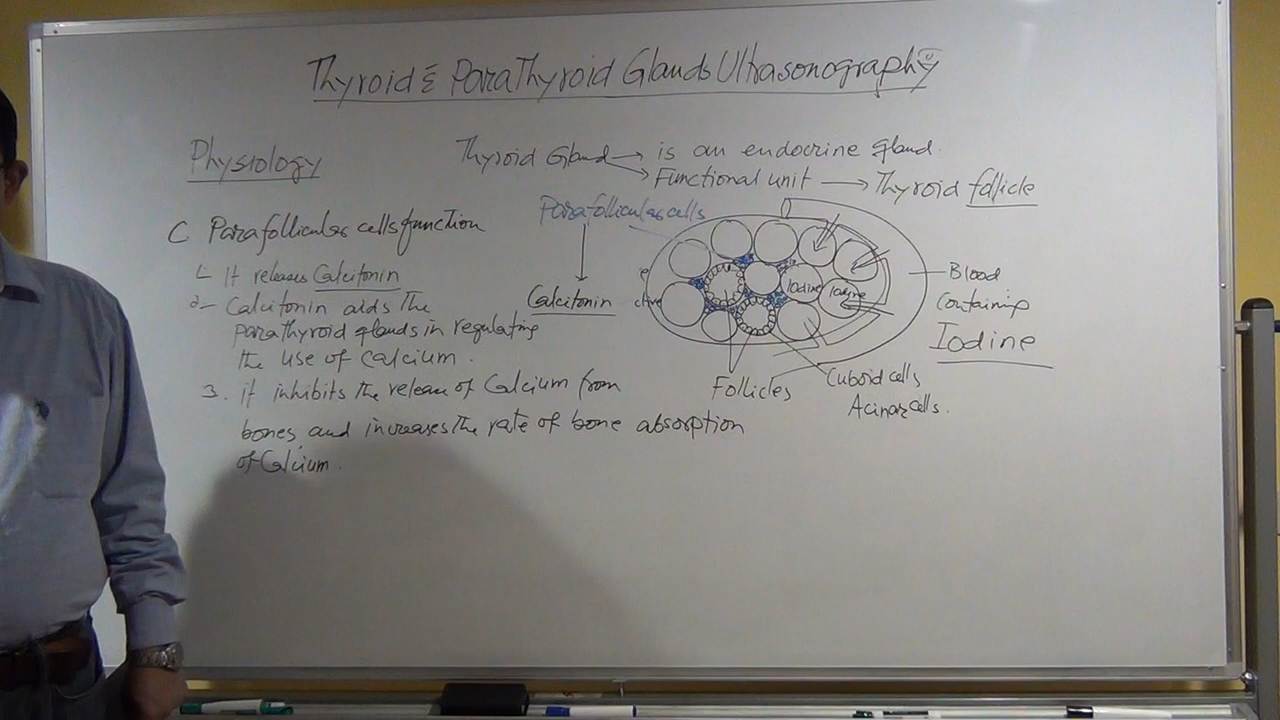 Thyroid & ParaThyroid Glands Ultrasonography
Physiology
Thyroid Gland → is an endocrine gland.
→ Functional unit → Thyroid follicle
Parafollicular cells
C Parafollicular cells function
1- It releases Calcitonin
2- Calcitonin aids The
parathyroid glands in regulating
the use of calcium.
3. it inhibits the release of Calcium from
bones, and increases the rate of bone absorption
of Calcium.
Calcitonin
Iodine
Iodine
Blood
Containing
Iodine
Follicles
Cuboid cells
Acinar cells.